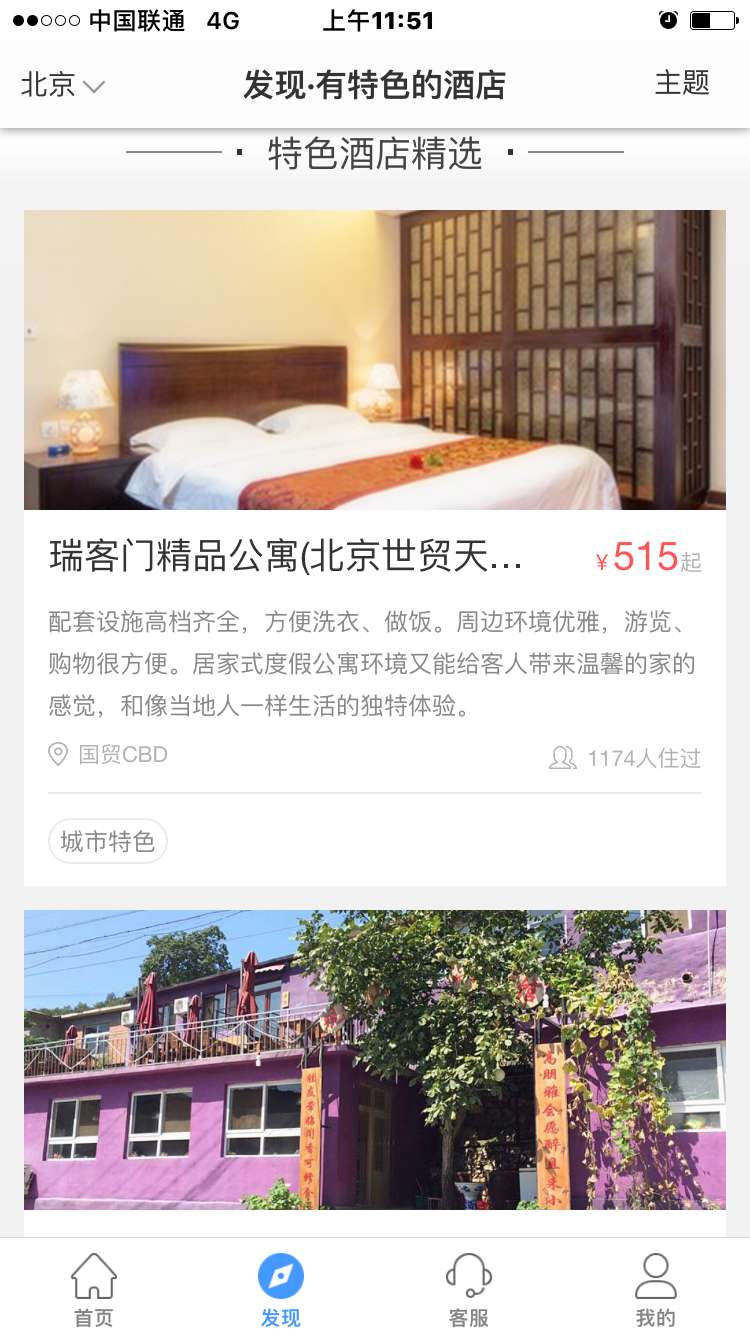 中国联通 4G 上午11:51
北京 发现·有特色的酒店 主题
· 特色酒店精选 ·
瑞客门精品公寓(北京世贸天... ¥515起
配套设施高档齐全，方便洗衣、做饭。周边环境优雅，游览、
购物很方便。居家式度假公寓环境又能给客人带来温馨的家的
感觉，和像当地人一样生活的独特体验。
国贸CBD 1174人住过
城市特色
首页 发现 客服 我的